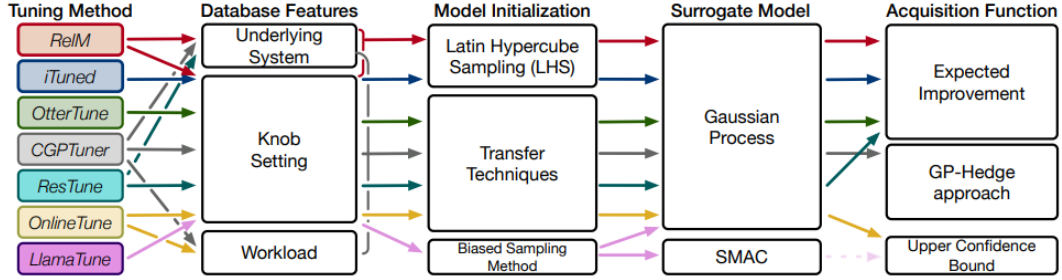 Tuning Method
Database Features
Model Initialization
Surrogate Model
Acquisition Function
RelM
iTuned
OtterTune
CGPTuner
ResTune
OnlineTune
LlamaTune
Underlying
System
Knob
Setting
Workload
Latin Hypercube
Sampling (LHS)
Transfer
Techniques
Biased Sampling
Method
Gaussian
Process
SMAC
Expected
Improvement
GP-Hedge
approach
Upper Confidence
Bound